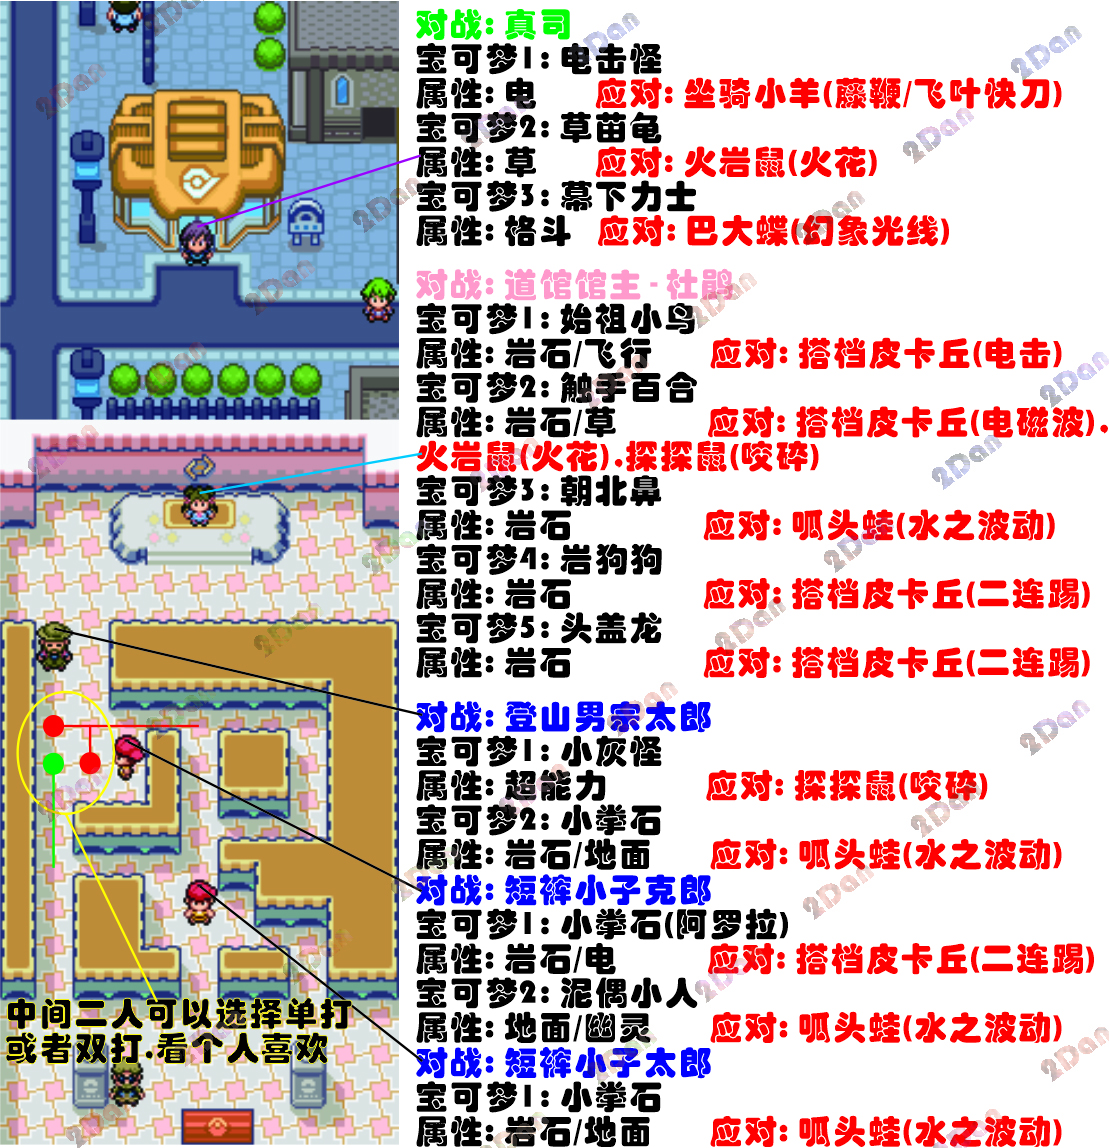 对战: 真司
宝可梦1: 电击怪
属性: 电 应对: 坐骑小羊(藤鞭/飞叶快刀)
宝可梦2: 草苗龟
属性: 草 应对: 火岩鼠(火花)
宝可梦3: 幕下力士
属性: 格斗 应对: 巴大蝶(幻象光线)
对战: 道馆馆主-杜鹃
宝可梦1: 始祖小鸟
属性: 岩石/飞行 应对: 搭档皮卡丘(电击)
宝可梦2: 触手百合
属性: 岩石/草 应对: 搭档皮卡丘(电磁波).
火岩鼠(火花).探探鼠(咬碎)
宝可梦3: 朝北鼻
属性: 岩石 应对: 呱头蛙(水之波动)
宝可梦4: 岩狗狗
属性: 岩石 应对: 搭档皮卡丘(二连踢)
宝可梦5: 头盖龙
属性: 岩石 应对: 搭档皮卡丘(二连踢)
对战: 登山男宗太郎
宝可梦1: 小灰怪
属性: 超能力 应对: 探探鼠(咬碎)
宝可梦2: 小拳石
属性: 岩石/地面 应对: 呱头蛙(水之波动)
对战: 短裤小子克郎
宝可梦1: 小拳石(阿罗拉)
属性: 岩石/电 应对: 搭档皮卡丘(二连踢)
宝可梦2: 泥偶小人
属性: 地面/幽灵 应对: 呱头蛙(水之波动)
对战: 短裤小子太郎
宝可梦1: 小拳石
属性: 岩石/地面 应对: 呱头蛙(水之波动)
中间二人可以选择单打
或者双打.看个人喜欢
2Dan